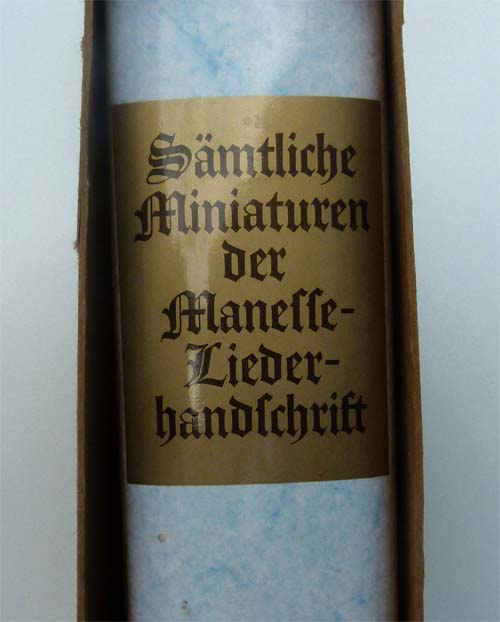 Sämtliche
Miniaturen
der
Maneſſe-
Lieder-
handſchrift